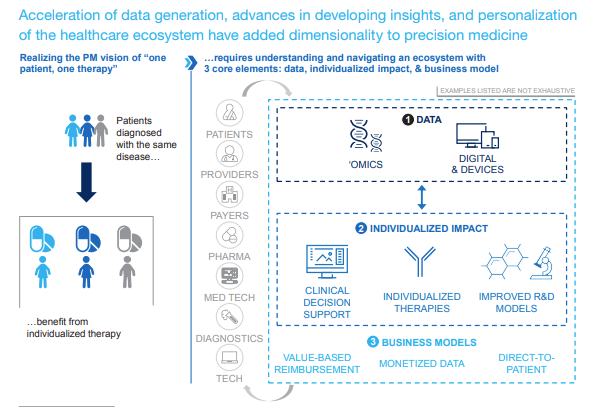 Acceleration of data generation, advances in developing insights, and personalization
of the healthcare ecosystem have added dimensionality to precision medicine
Realizing the PM vision of “one
patient, one therapy”
…requires understanding and navigating an ecosystem with
3 core elements: data, individualized impact, & business model
EXAMPLES LISTED ARE NOT EXHAUSTIVE
Patients
diagnosed
with the same
disease…
…benefit from
individualized therapy
PATIENTS
PROVIDERS
PAYERS
PHARMA
MED TECH
DIAGNOSTICS
TECH
1 DATA
‘OMICS
DIGITAL
& DEVICES
2 INDIVIDUALIZED IMPACT
CLINICAL
DECISION
SUPPORT
INDIVIDUALIZED
THERAPIES
IMPROVED R&D
MODELS
3 BUSINESS MODELS
VALUE-BASED
REIMBURSEMENT
MONETIZED DATA
DIRECT-TO-
PATIENT